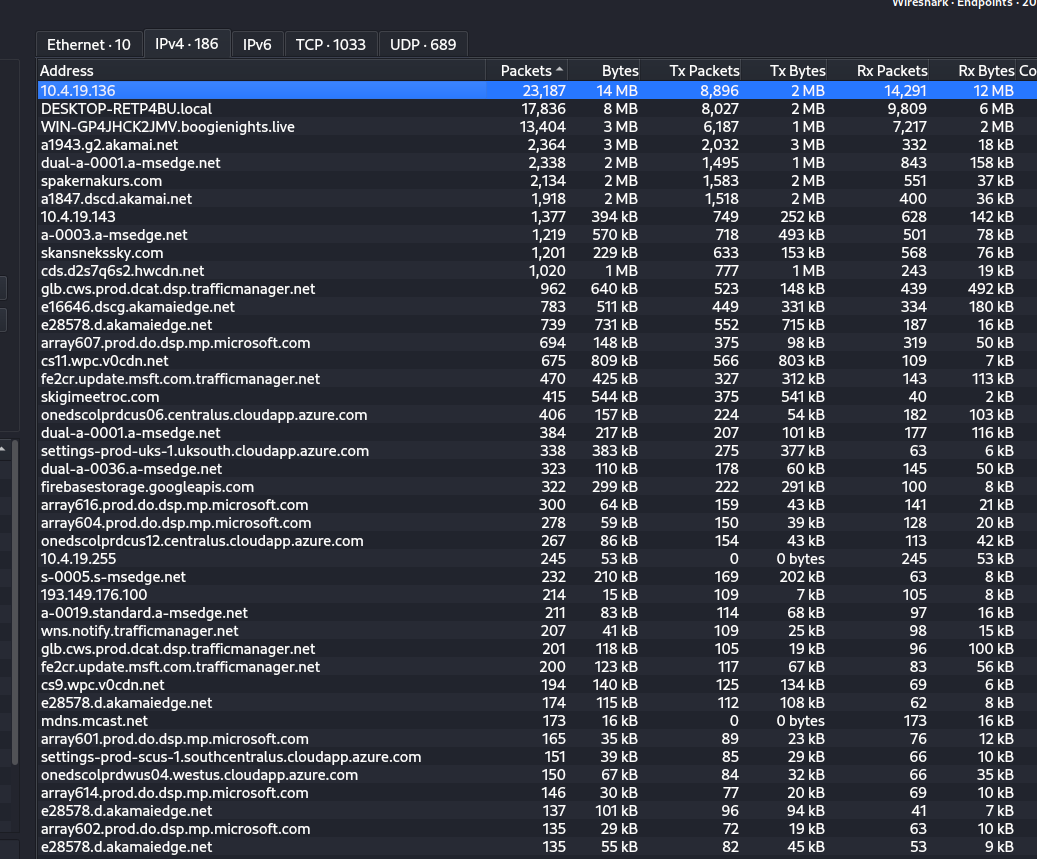 Wireshark · Endpoints · 20
Ethernet · 10 IPv4 · 186 IPv6 TCP · 1033 UDP · 689
Address Packets Bytes Tx Packets Tx Bytes Rx Packets Rx Bytes Co
10.4.19.136 23,187 14 MB 8,896 2 MB 14,291 12 MB
DESKTOP-RETP4BU.local 17,836 8 MB 8,027 2 MB 9,809 6 MB
WIN-GP4JHCK2JMV.boogienights.live 13,404 3 MB 6,187 1 MB 7,217 2 MB
a1943.g2.akamai.net 2,364 3 MB 2,032 3 MB 332 18 kB
dual-a-0001.a-msedge.net 2,338 2 MB 1,495 1 MB 843 158 kB
spakernakurs.com 2,134 2 MB 1,583 2 MB 551 37 kB
a1847.dscd.akamai.net 1,918 2 MB 1,518 2 MB 400 36 kB
10.4.19.143 1,377 394 kB 749 252 kB 628 142 kB
a-0003.a-msedge.net 1,219 570 kB 718 493 kB 501 78 kB
skansnekssky.com 1,201 229 kB 633 153 kB 568 76 kB
cds.d2s7q6s2.hwcdn.net 1,020 1 MB 777 1 MB 243 19 kB
glb.cws.prod.dcat.dsp.trafficmanager.net 962 640 kB 523 148 kB 439 492 kB
e16646.dscg.akamaiedge.net 783 511 kB 449 331 kB 334 180 kB
e28578.d.akamaiedge.net 739 731 kB 552 715 kB 187 16 kB
array607.prod.do.dsp.mp.microsoft.com 694 148 kB 375 98 kB 319 50 kB
cs11.wpc.v0cdn.net 675 809 kB 566 803 kB 109 7 kB
fe2cr.update.msft.com.trafficmanager.net 470 425 kB 327 312 kB 143 113 kB
skigimeetroc.com 415 544 kB 375 541 kB 40 2 kB
onedscolprdcus06.centralus.cloudapp.azure.com 406 157 kB 224 54 kB 182 103 kB
dual-a-0001.a-msedge.net 384 217 kB 207 101 kB 177 116 kB
settings-prod-uks-1.uksouth.cloudapp.azure.com 338 383 kB 275 377 kB 63 6 kB
dual-a-0036.a-msedge.net 323 110 kB 178 60 kB 145 50 kB
firebasestorage.googleapis.com 322 299 kB 222 291 kB 100 8 kB
array616.prod.do.dsp.mp.microsoft.com 300 64 kB 159 43 kB 141 21 kB
array604.prod.do.dsp.mp.microsoft.com 278 59 kB 150 39 kB 128 20 kB
onedscolprdcus12.centralus.cloudapp.azure.com 267 86 kB 154 43 kB 113 42 kB
10.4.19.255 245 53 kB 0 0 bytes 245 53 kB
s-0005.s-msedge.net 232 210 kB 169 202 kB 63 8 kB
193.149.176.100 214 15 kB 109 7 kB 105 8 kB
a-0019.standard.a-msedge.net 211 83 kB 114 68 kB 97 16 kB
wns.notify.trafficmanager.net 207 41 kB 109 25 kB 98 15 kB
glb.cws.prod.dcat.dsp.trafficmanager.net 201 118 kB 105 19 kB 96 100 kB
fe2cr.update.msft.com.trafficmanager.net 200 123 kB 117 67 kB 83 56 kB
cs9.wpc.v0cdn.net 194 140 kB 125 134 kB 69 6 kB
e28578.d.akamaiedge.net 174 115 kB 112 108 kB 62 8 kB
mdns.mcast.net 173 16 kB 0 0 bytes 173 16 kB
array601.prod.do.dsp.mp.microsoft.com 165 35 kB 89 23 kB 76 12 kB
settings-prod-scus-1.southcentralus.cloudapp.azure.com 151 39 kB 85 29 kB 66 10 kB
onedscolprdwus04.westus.cloudapp.azure.com 150 67 kB 84 32 kB 66 35 kB
array614.prod.do.dsp.mp.microsoft.com 146 30 kB 77 20 kB 69 10 kB
e28578.d.akamaiedge.net 137 101 kB 96 94 kB 41 7 kB
array602.prod.do.dsp.mp.microsoft.com 135 29 kB 72 19 kB 63 10 kB
e28578.d.akamaiedge.net 135 55 kB 82 45 kB 53 9 kB